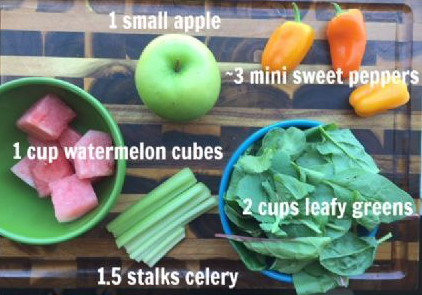 1 small apple
~3 mini sweet peppers
1 cup watermelon cubes
2 cups leafy greens
1.5 stalks celery